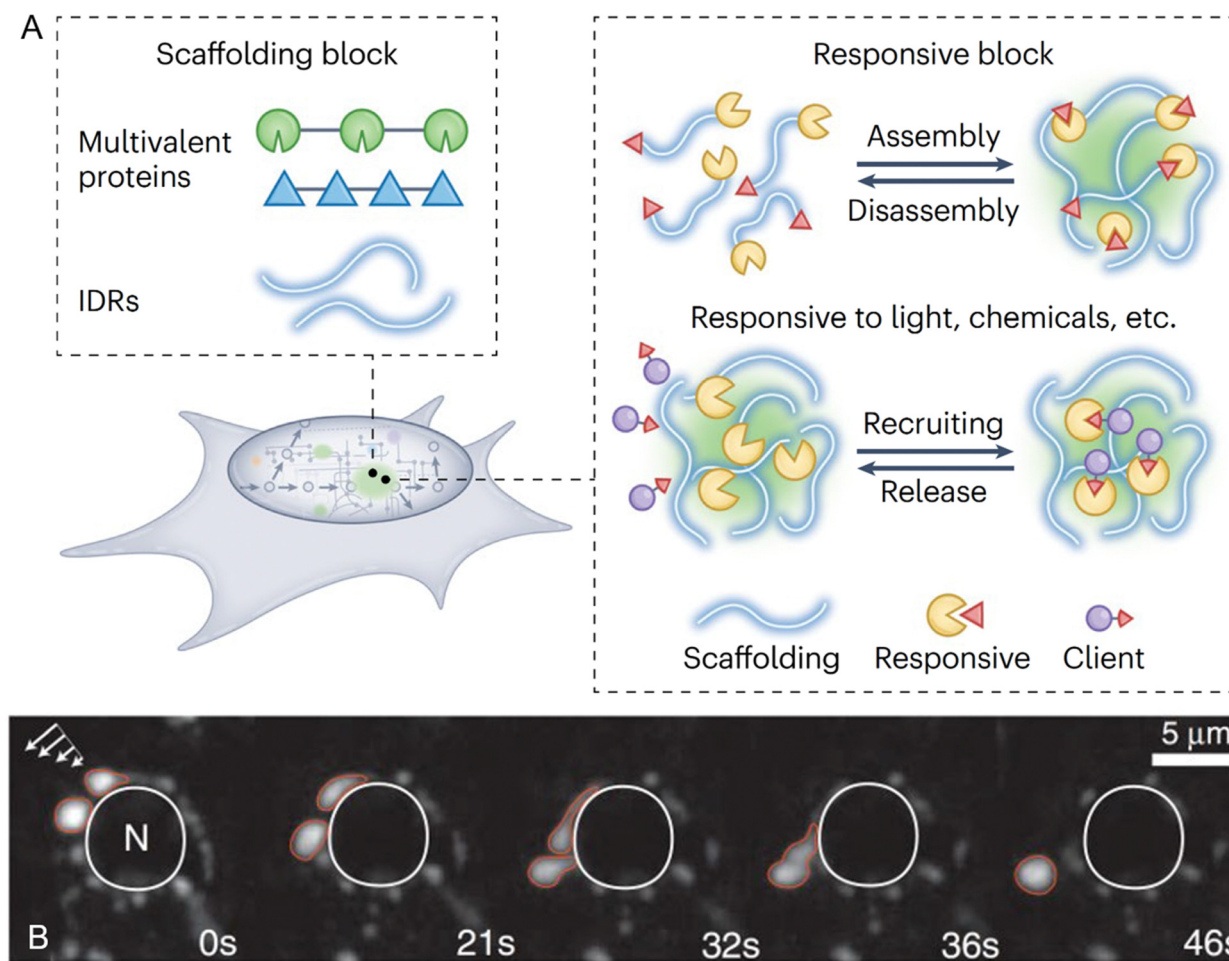 A
Scaffolding block
Multivalent
proteins
IDRs
Responsive block
Assembly
Disassembly
Responsive to light, chemicals, etc.
Recruiting
Release
Scaffolding
Responsive
Client
5 μm
N
B
0s
21s
32s
36s
46s